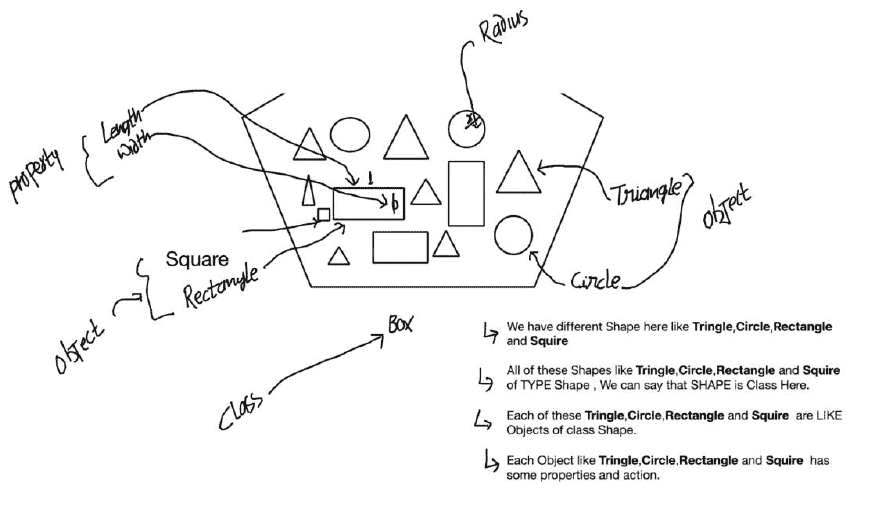 Radius
Length
Width
property
l
b
Triangle
Object
Square
Rectangle
Circle
Object
Box
Class
We have different Shape here like Tringle,Circle,Rectangle
and Squire
All of these Shapes like Tringle,Circle,Rectangle and Squire
of TYPE Shape , We can say that SHAPE is Class Here.
Each of these Tringle,Circle,Rectangle and Squire are LIKE
Objects of class Shape.
Each Object like Tringle,Circle,Rectangle and Squire has
some properties and action.